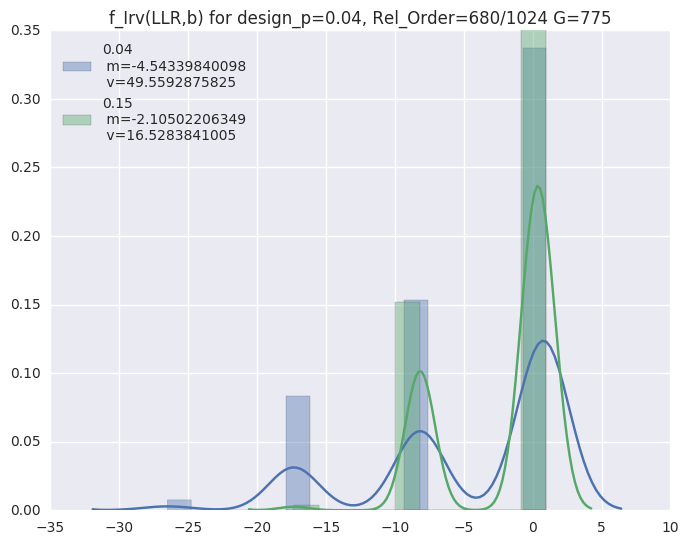 f_Irv(LLR,b) for design_p=0.04, Rel_Order=680/1024 G=775
0.35
0.30
0.25
0.20
0.15
0.10
0.05
0.00
0.04
m=-4.54339840098
v=49.5592875825
0.15
m=-2.10502206349
v=16.5283841005
−35 −30 −25 −20 −15 −10 −5 0 5 10